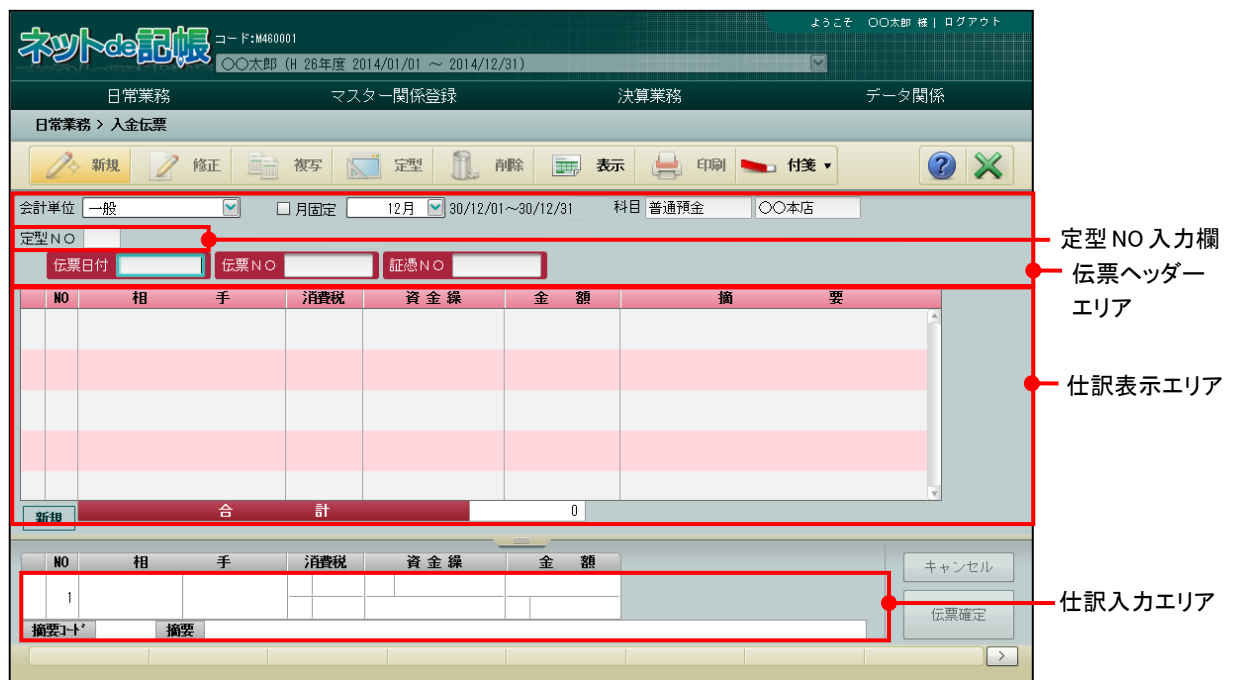 ようこそ 〇〇太郎 様 | ログアウト
ネットde記帳 コード:M460001
〇〇太郎 (H 26年度 2014/01/01 ～ 2014/12/31)
日常業務 マスター関係登録 決算業務 データ関係
日常業務 > 入金伝票
新規 修正 複写 定型 削除 表示 印刷 付箋 ▼ ?
会計単位 一般 月固定 12月 30/12/01～30/12/31 科目 普通預金 〇〇本店
定型ＮＯ
定型 NO 入力欄
伝票日付 伝票ＮＯ 証憑ＮＯ
伝票ヘッダー
エリア
NO 相 手 消費税 資 金 繰 金 額 摘 要
仕訳表示エリア
新規 合 計 0
NO 相 手 消費税 資 金 繰 金 額
キャンセル
1
仕訳入力エリア
伝票確定
摘要ｺｰﾄﾞ 摘要
>